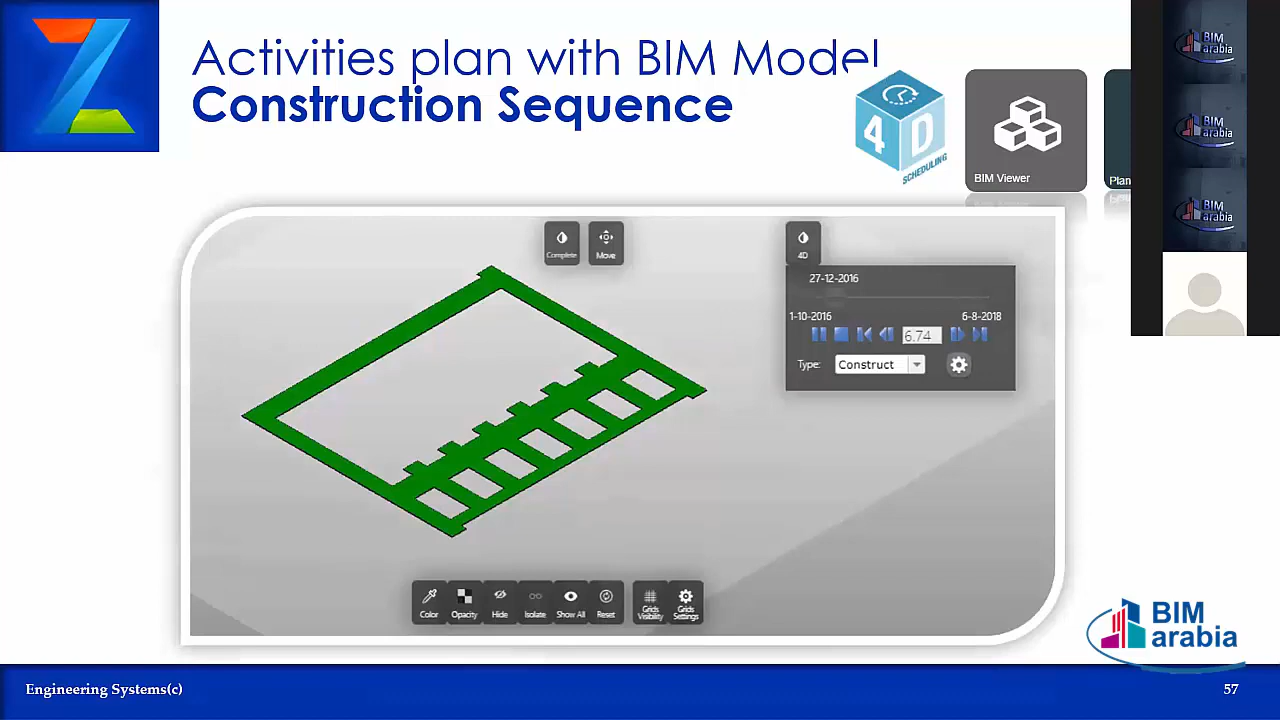 Activities plan with BIM Model
Construction Sequence
4D
SCHEDULING
BIM Viewer
Plan
BIM
arabia
BIM
arabia
BIM
arabia
Complete
Move
4D
27-12-2016
1-10-2016
6-8-2018
6.74
Type:
Construct
Color
Opacity
Hide
Isolate
Show All
Reset
Grids
Visibility
Grids
Settings
BIM
arabia
Engineering Systems(c)
57